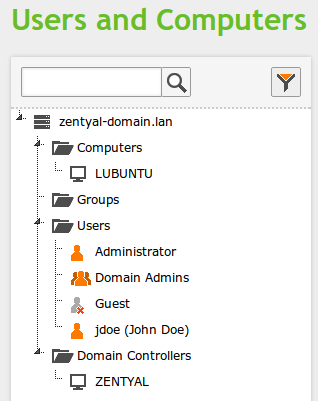 Users and Computers
zentyal-domain.lan
Computers
LUBUNTU
Groups
Users
Administrator
Domain Admins
Guest
jdoe (John Doe)
Domain Controllers
ZENTYAL